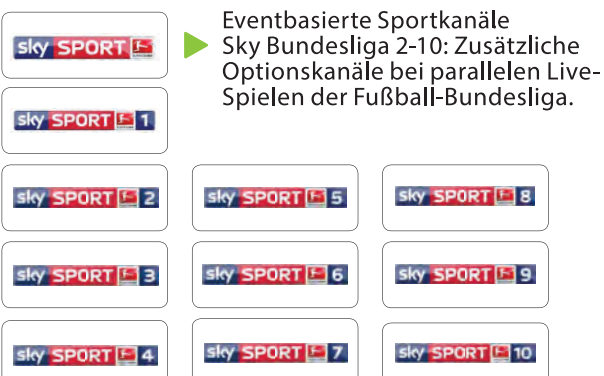 sky SPORT
Eventbasierte Sportkanäle
Sky Bundesliga 2-10: Zusätzliche
Optionskanäle bei parallelen Live-
Spielen der Fußball-Bundesliga.
sky SPORT 1
sky SPORT 2
sky SPORT 5
sky SPORT 8
sky SPORT 3
sky SPORT 6
sky SPORT 9
sky SPORT 4
sky SPORT 7
sky SPORT 10